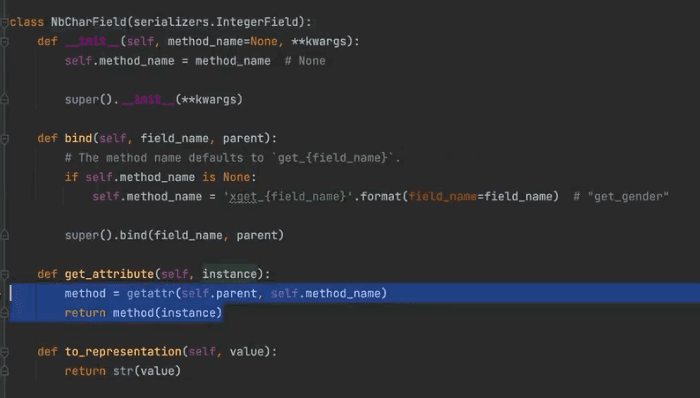 class NbCharField(serializers.IntegerField):
    def __init__(self, method_name=None, **kwargs):
        self.method_name = method_name  # None
        super().__init__(**kwargs)
    def bind(self, field_name, parent):
        # The method name defaults to `get_{field_name}`.
        if self.method_name is None:
            self.method_name = 'xget_{field_name}'.format(field_name=field_name)  # "get_gender"
        super().bind(field_name, parent)
    def get_attribute(self, instance):
        method = getattr(self.parent, self.method_name)
        return method(instance)
    def to_representation(self, value):
        return str(value)